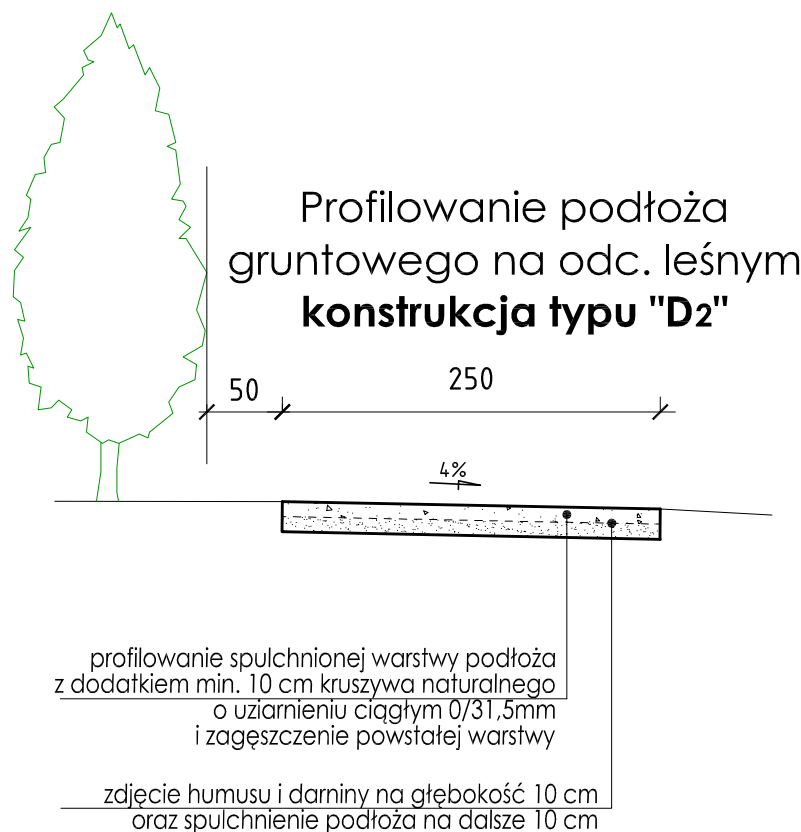 Profilowanie podłoża
gruntowego na odc. leśnym
konstrukcja typu "D2"
50
250
4%
profilowanie spulchnionej warstwy podłoża
z dodatkiem min. 10 cm kruszywa naturalnego
o uziarnieniu ciągłym 0/31,5mm
i zagęszczenie powstałej warstwy
zdjęcie humusu i darniny na głębokość 10 cm
oraz spulchnienie podłoża na dalsze 10 cm